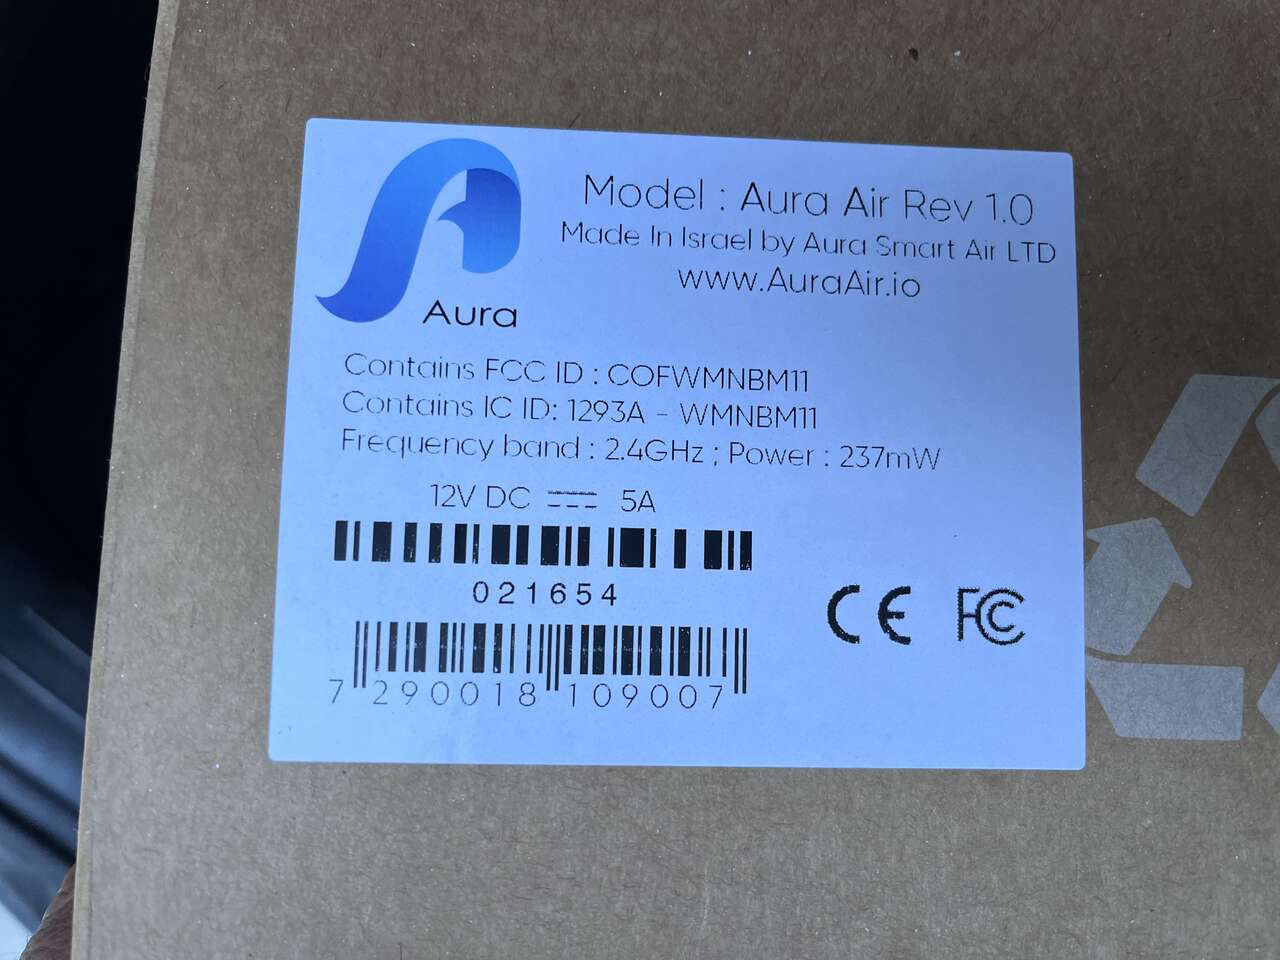 Aura
Model : Aura Air Rev 1.0
Made In Israel by Aura Smart Air LTD
www.AuraAir.io
Contains FCC ID : COFWMNBM11
Contains IC ID: 1293A - WMNBM11
Frequency band : 2.4GHz ; Power : 237mW
12V DC 5A
021654
7 290018 109007
CE FCC